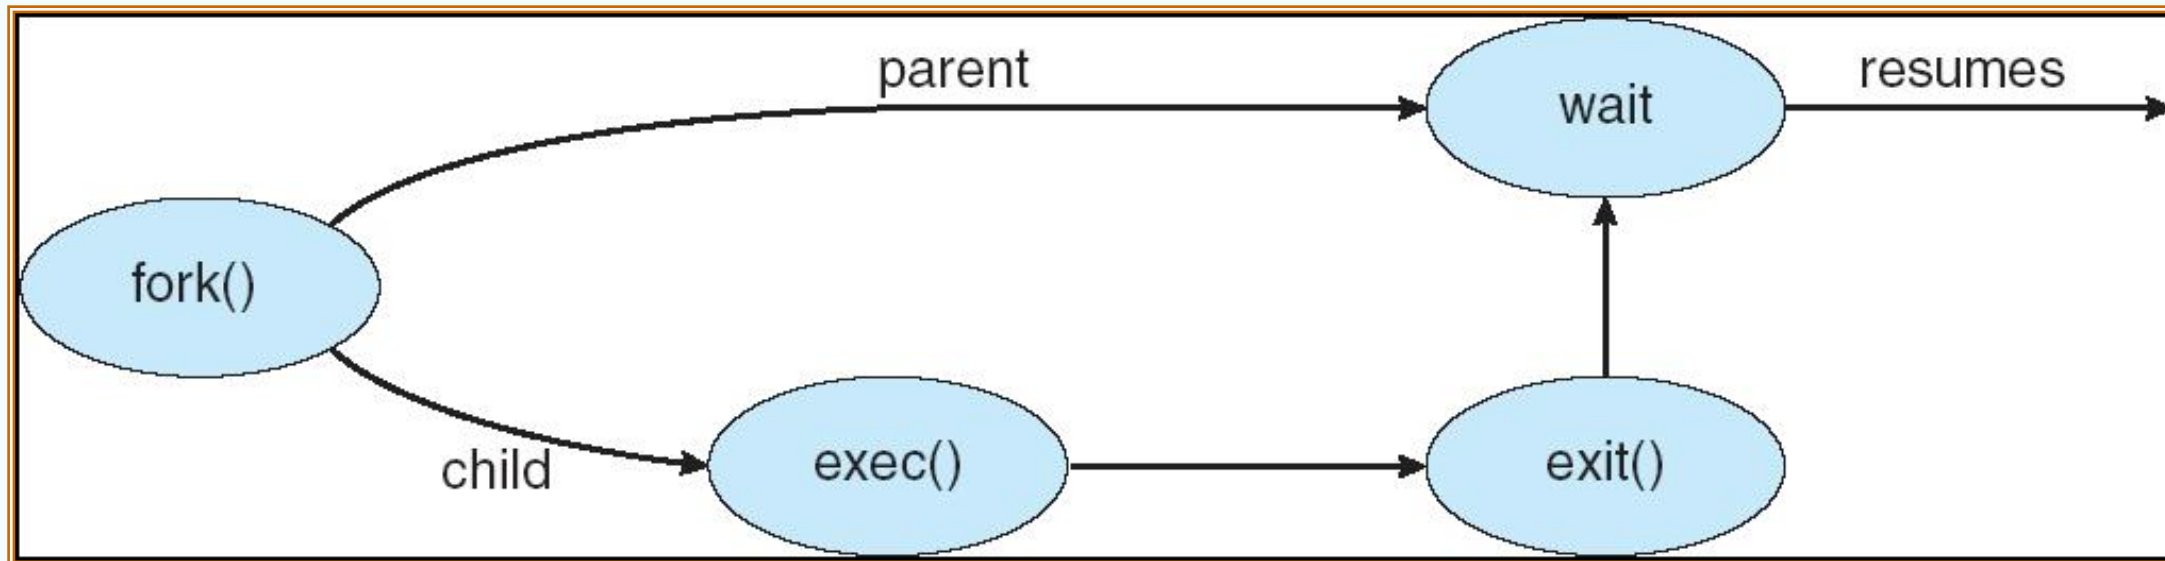 parent
wait
resumes
fork()
child
exec()
exit()